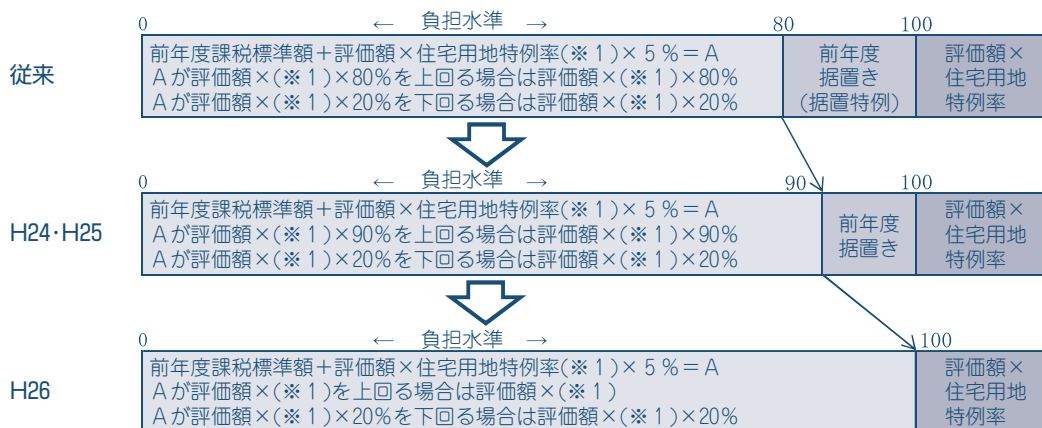 0 ← 負担水準 → 80 100
従来
前年度課税標準額＋評価額×住宅用地特例率(※１)×５％＝Ａ
Ａが評価額×(※１)×80%を上回る場合は評価額×(※１)×80%
Ａが評価額×(※１)×20%を下回る場合は評価額×(※１)×20%
前年度
据置き
(据置特例)
評価額×
住宅用地
特例率
0 ← 負担水準 → 90 100
H24･H25
前年度課税標準額＋評価額×住宅用地特例率(※１)×５％＝Ａ
Ａが評価額×(※１)×90%を上回る場合は評価額×(※１)×90%
Ａが評価額×(※１)×20%を下回る場合は評価額×(※１)×20%
前年度
据置き
評価額×
住宅用地
特例率
0 ← 負担水準 → 100
H26
前年度課税標準額＋評価額×住宅用地特例率(※１)×５％＝Ａ
Ａが評価額×(※１)を上回る場合は評価額×(※１)
Ａが評価額×(※１)×20%を下回る場合は評価額×(※１)×20%
評価額×
住宅用地
特例率